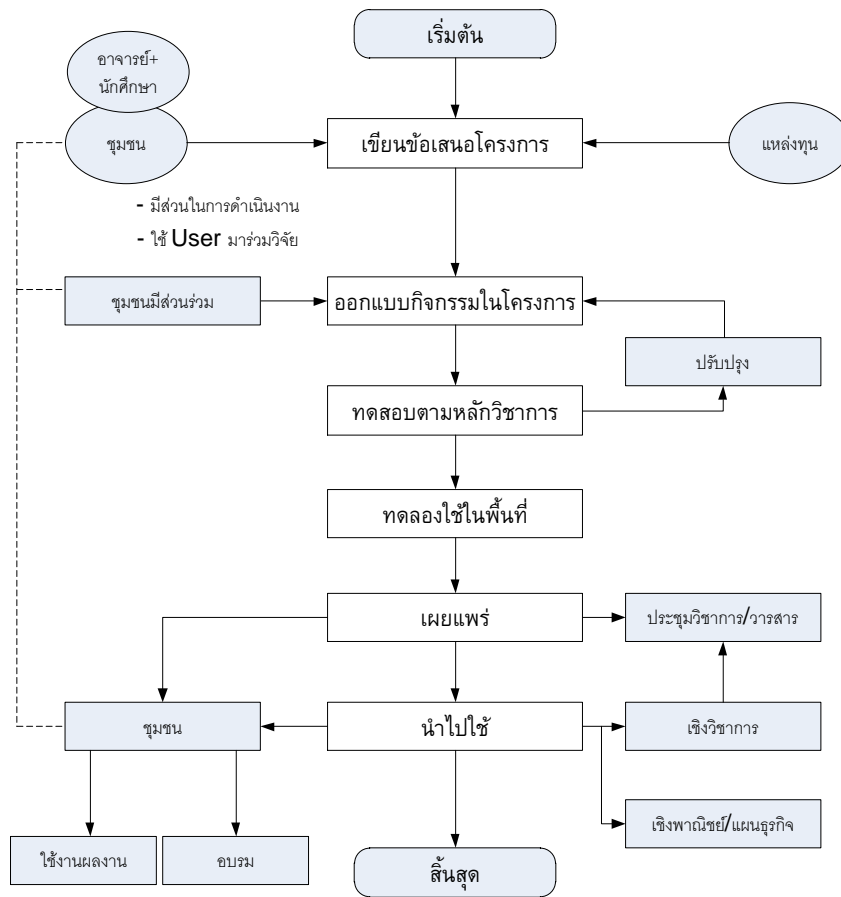 เริ่มต้น
อาจารย์+
นักศึกษา
ชุมชน
เขียนข้อเสนอโครงการ
แหล่งทุน
- มีส่วนในการดำเนินงาน
- ใช้ User มาร่วมวิจัย
ชุมชนมีส่วนร่วม
ออกแบบกิจกรรมในโครงการ
ปรับปรุง
ทดสอบตามหลักวิชาการ
ทดลองใช้ในพื้นที่
เผยแพร่
ประชุมวิชาการ/วารสาร
ชุมชน
นำไปใช้
เชิงวิชาการ
เชิงพาณิชย์/แผนธุรกิจ
ใช้งานผลงาน
อบรม
สิ้นสุด